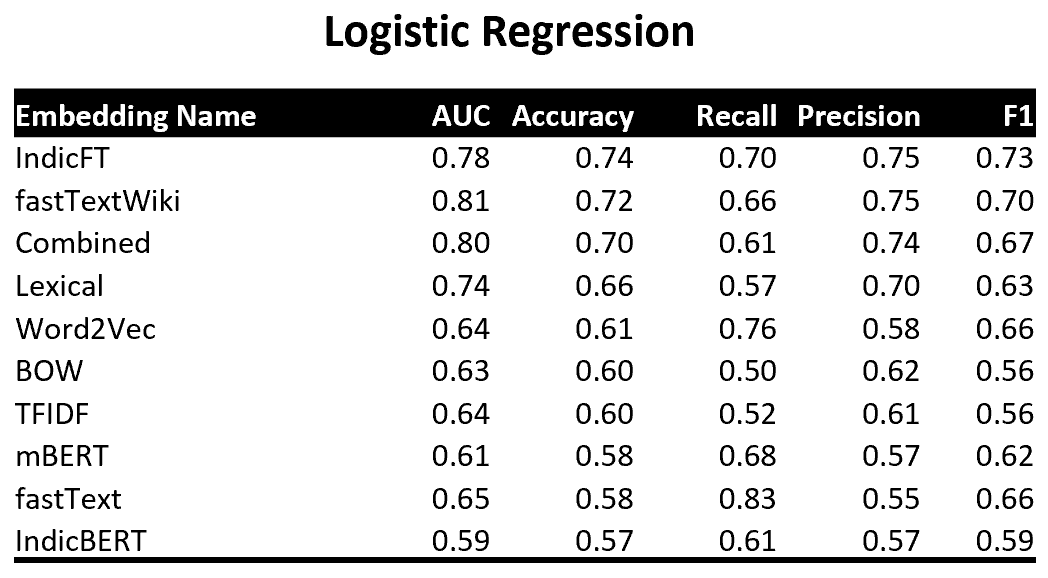 Logistic Regression
Embedding Name AUC Accuracy Recall Precision F1
IndicFT 0.78 0.74 0.70 0.75 0.73
fastTextWiki 0.81 0.72 0.66 0.75 0.70
Combined 0.80 0.70 0.61 0.74 0.67
Lexical 0.74 0.66 0.57 0.70 0.63
Word2Vec 0.64 0.61 0.76 0.58 0.66
BOW 0.63 0.60 0.50 0.62 0.56
TFIDF 0.64 0.60 0.52 0.61 0.56
mBERT 0.61 0.58 0.68 0.57 0.62
fastText 0.65 0.58 0.83 0.55 0.66
IndicBERT 0.59 0.57 0.61 0.57 0.59